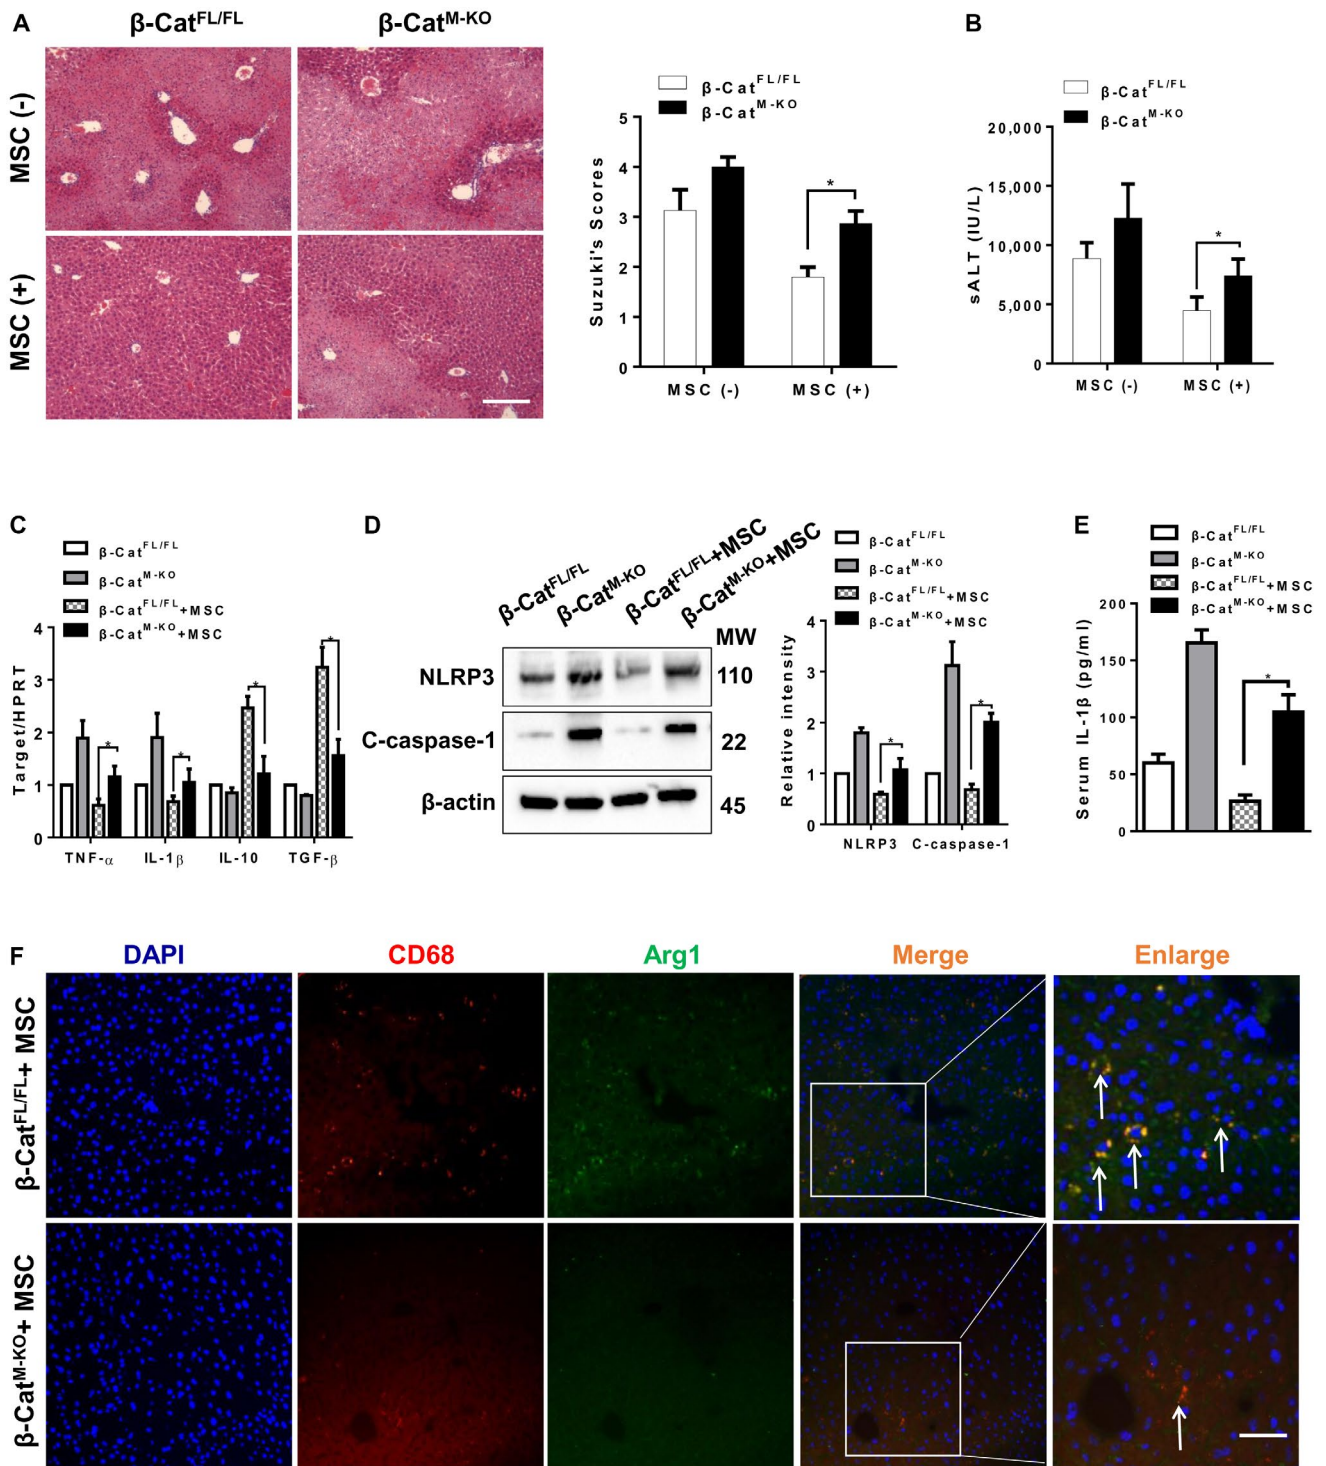 A
β-Cat^FL/FL
β-Cat^M-KO
MSC (-)
MSC (+)
β-Cat^FL/FL
β-Cat^M-KO
Suzuki's Scores
5
4
3
2
1
0
*
MSC (-)
MSC (+)
B
β-Cat^FL/FL
β-Cat^M-KO
sALT (IU/L)
20,000
15,000
10,000
5,000
0
*
MSC (-)
MSC (+)
C
β-Cat^FL/FL
β-Cat^M-KO
β-Cat^FL/FL+MSC
β-Cat^M-KO+MSC
Target/HPRT
4
3
2
1
0
*
*
*
*
TNF-α
IL-1β
IL-10
TGF-β
D
β-Cat^FL/FL
β-Cat^M-KO
β-Cat^FL/FL+MSC
β-Cat^M-KO+MSC
MW
NLRP3
110
C-caspase-1
22
β-actin
45
β-Cat^FL/FL
β-Cat^M-KO
β-Cat^FL/FL+MSC
β-Cat^M-KO+MSC
Relative intensity
4
3
2
1
0
*
*
NLRP3
C-caspase-1
E
β-Cat^FL/FL
β-Cat^M-KO
β-Cat^FL/FL+MSC
β-Cat^M-KO+MSC
Serum IL-1β (pg/ml)
200
150
100
50
0
*
F
DAPI
CD68
Arg1
Merge
Enlarge
β-Cat^FL/FL+ MSC
β-Cat^M-KO+ MSC